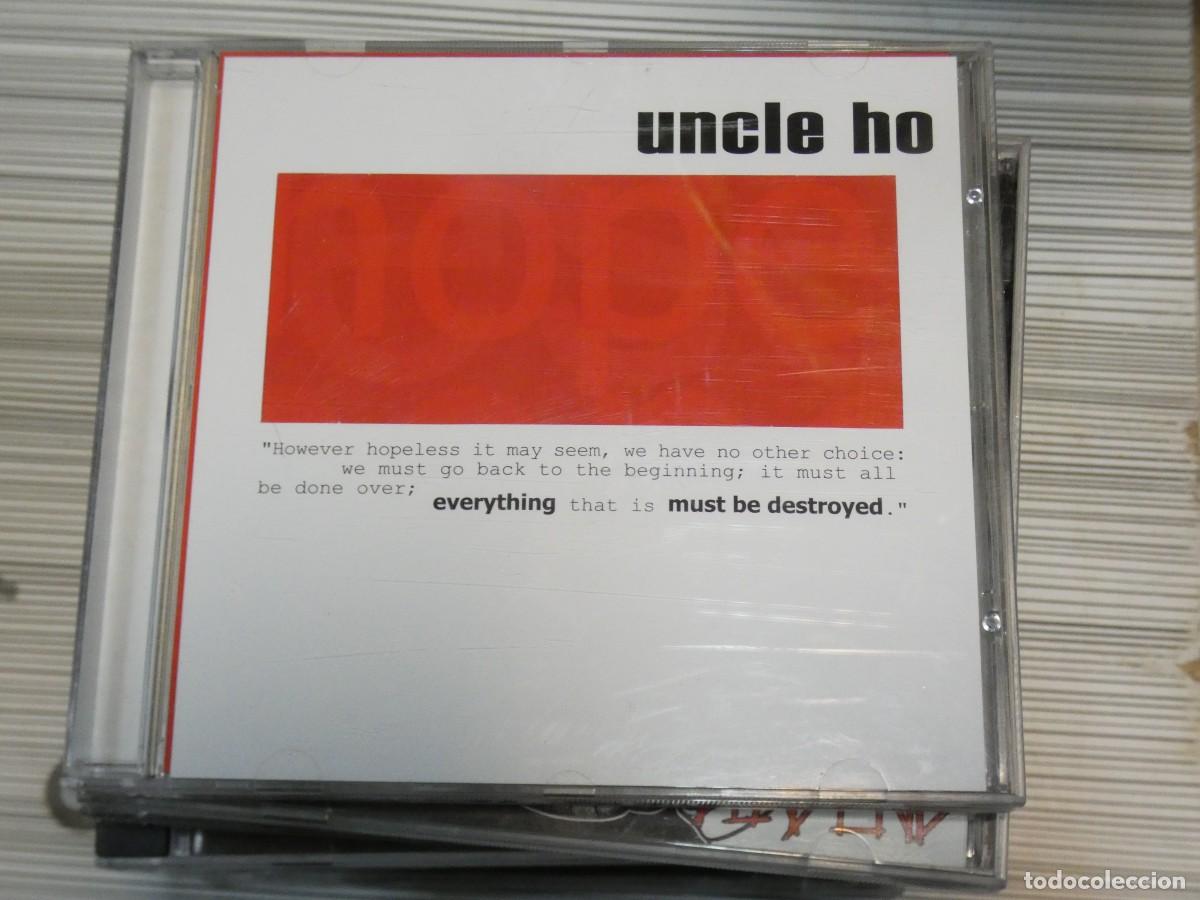 uncle ho
hope
"However hopeless it may seem, we have no other choice:
we must go back to the beginning; it must all
be done over;
everything that is must be destroyed."
todocoleccion